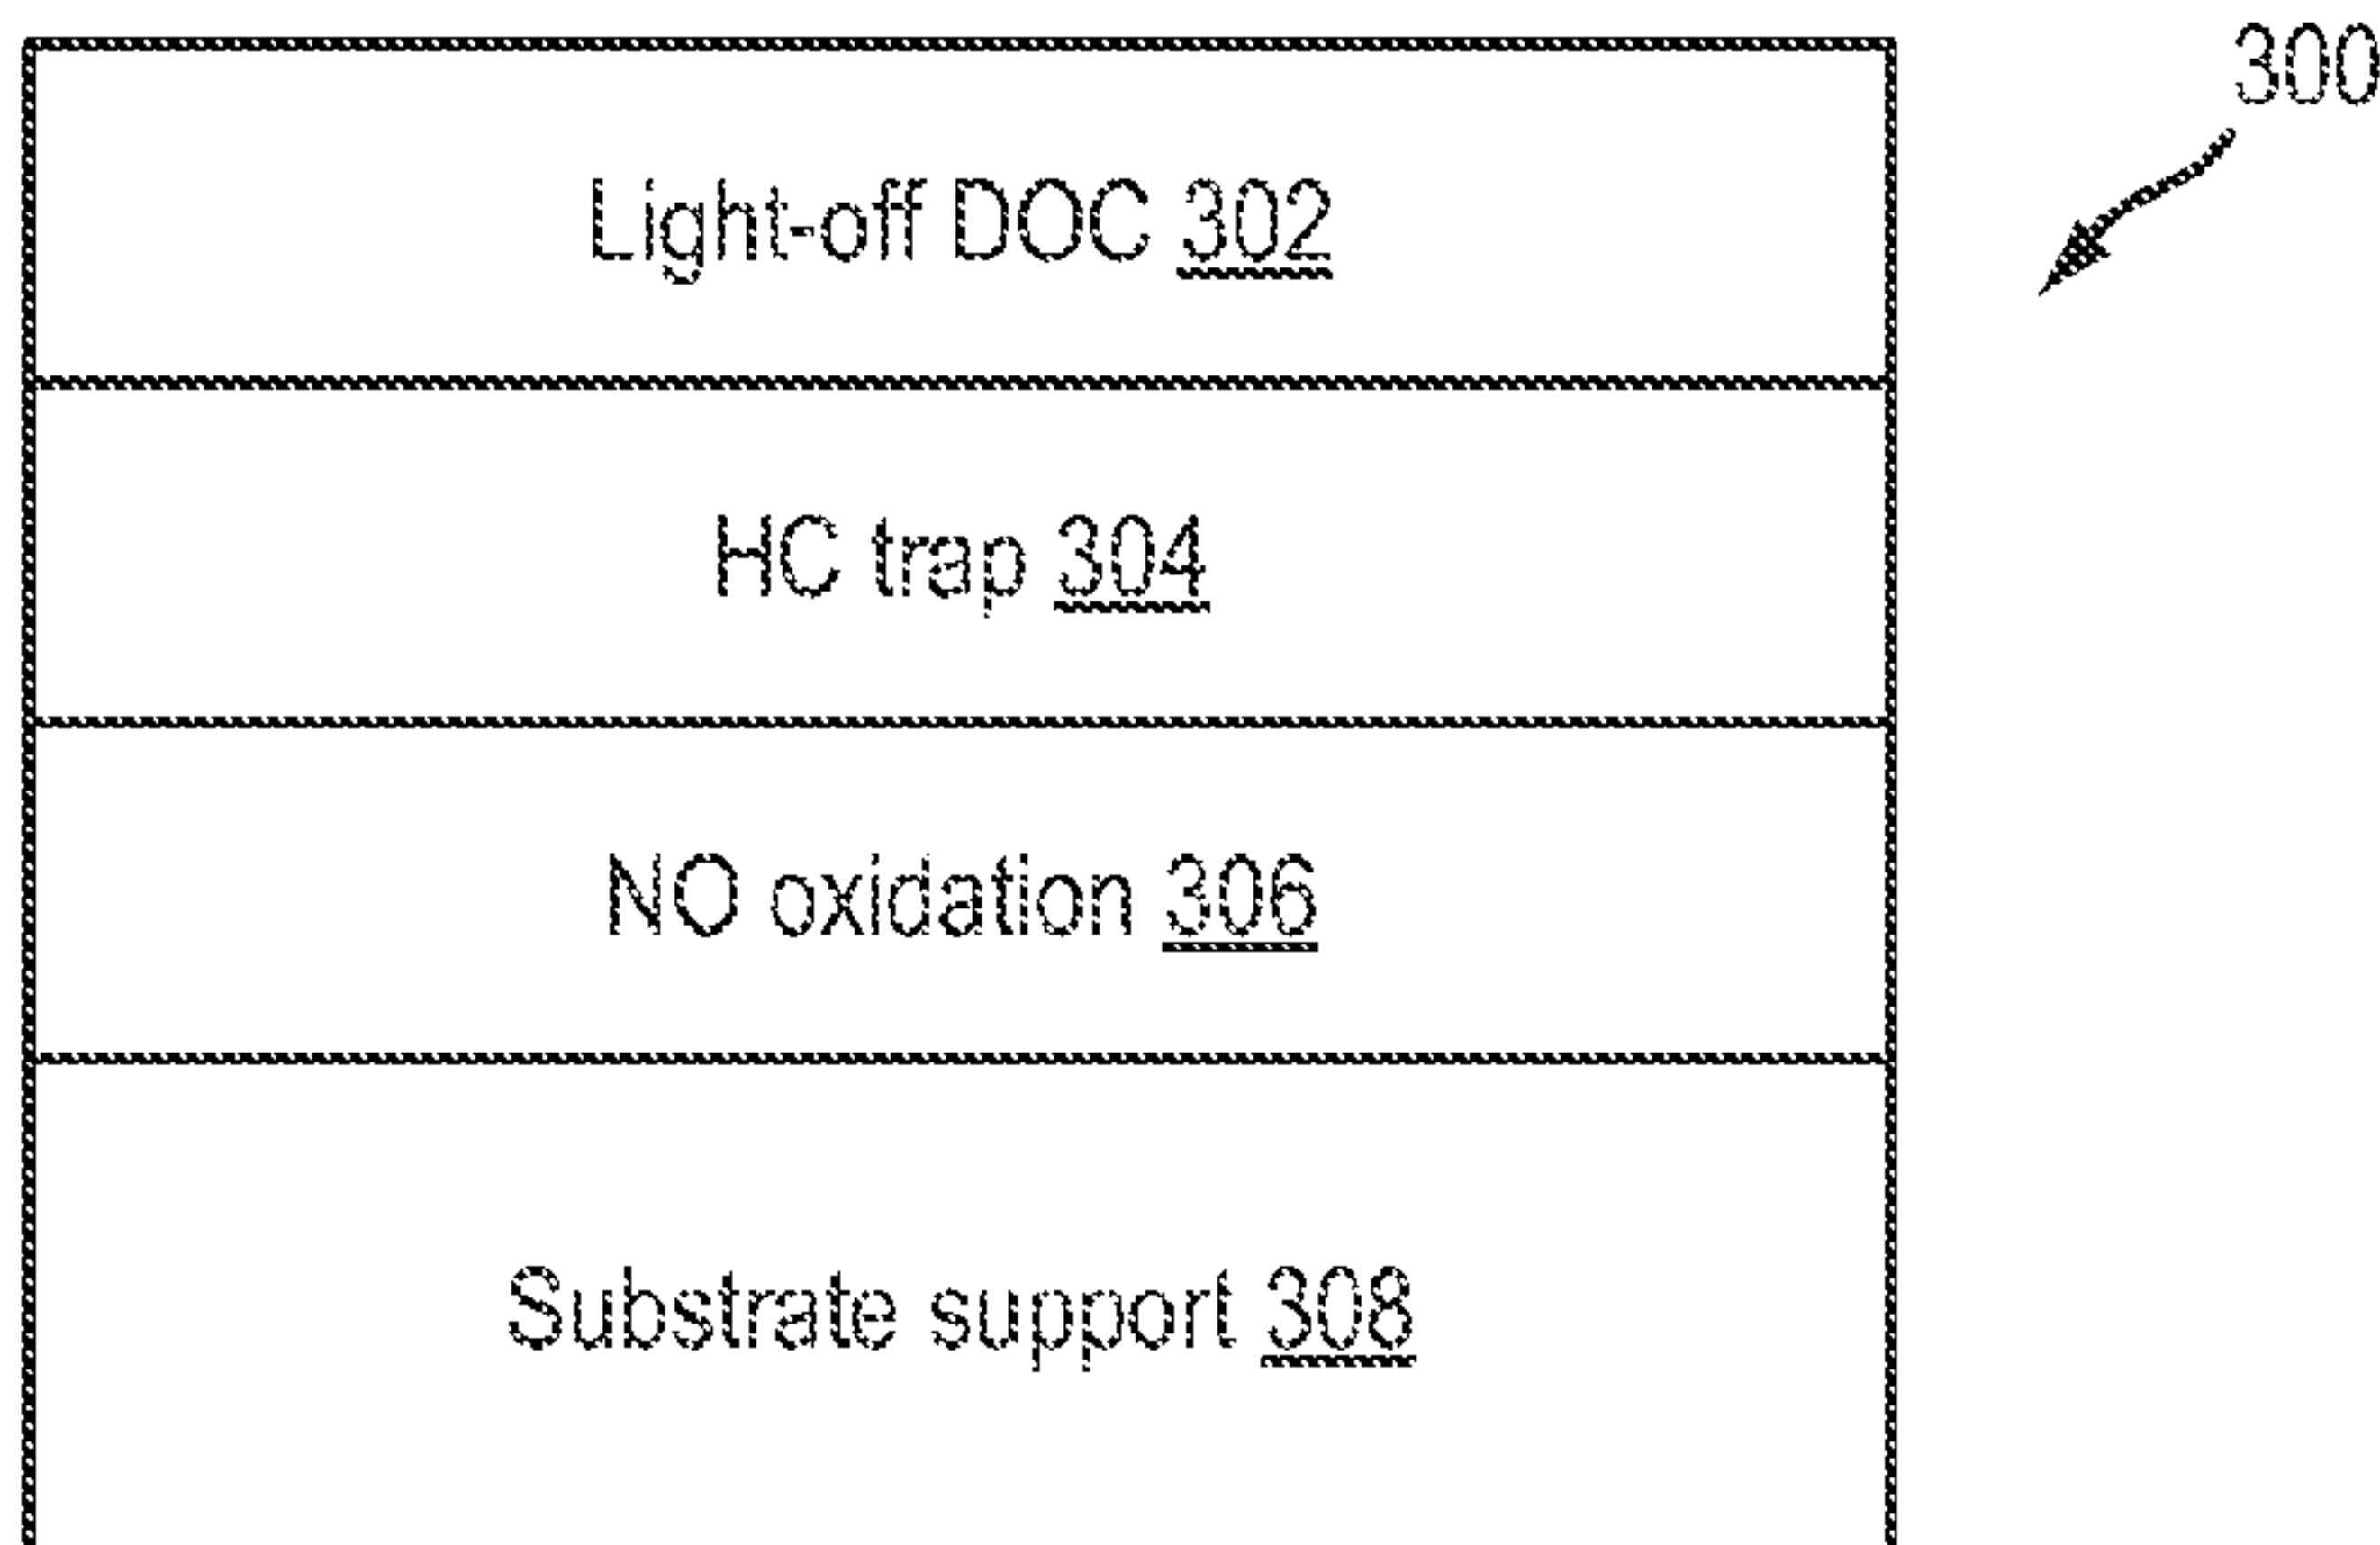 300
Light-off DOC 302
HC trap 304
NO oxidation 306
Substrate support 308